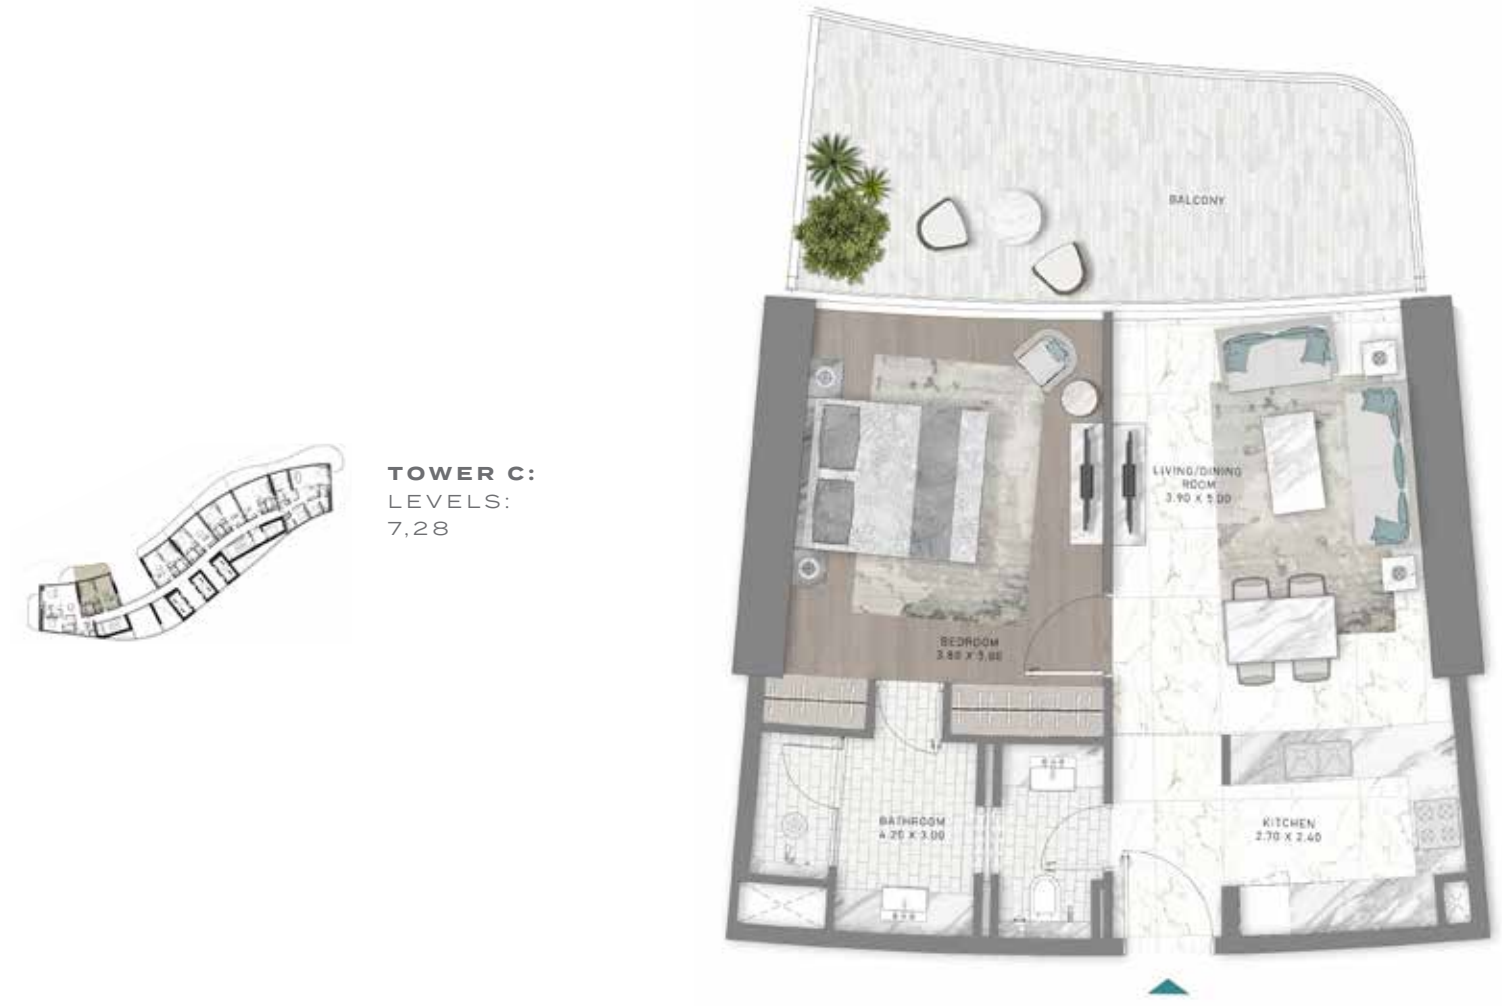 TOWER C:
LEVELS:
7,28
BALCONY
LIVING/DINING
ROOM
3.90 X 5.00
BEDROOM
3.80 X 5.00
BATHROOM
4.20 X 3.00
KITCHEN
2.70 X 2.40